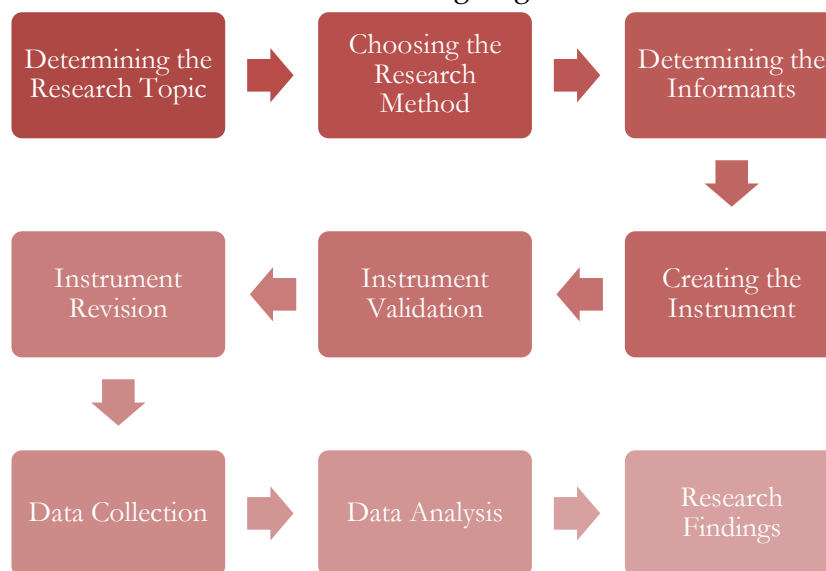 Determining the
Research Topic
Choosing the
Research
Method
Determining the
Informants
Instrument
Revision
Instrument
Validation
Creating the
Instrument
Data Collection
Data Analysis
Research
Findings